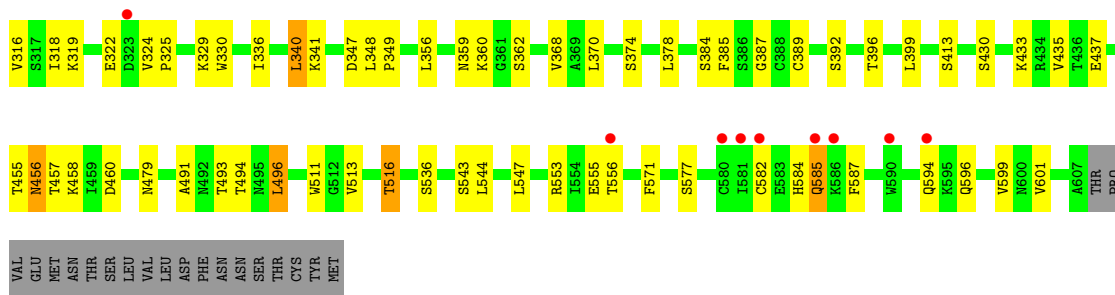 V316 S317 I318 K319 E322 D323 V324 P325 K329 W330 I336 L340 K341 D347 L348 P349 L356 N359 K360 G361 S362 V368 A369 L370 S374 L378 S384 F385 S386 G387 C388 C389 S392 T396 L399 S413 S430 K433 R434 V435 T436 E437
T455 N456 T457 K458 I459 D460 N479 A491 N492 T493 T494 N495 L496 W511 G512 V513 T516 S536 S543 L544 L547 R553 I554 E555 T556 F571 S577 C580 I581 C582 E583 H584 Q585 K586 F587 W590 Q594 K595 Q596 V599 N600 V601 A607 THR PRO
VAL GLU MET ASN THR SER LEU VAL LEU ASP PHE ASN ASN SER THR CYS TYR MET